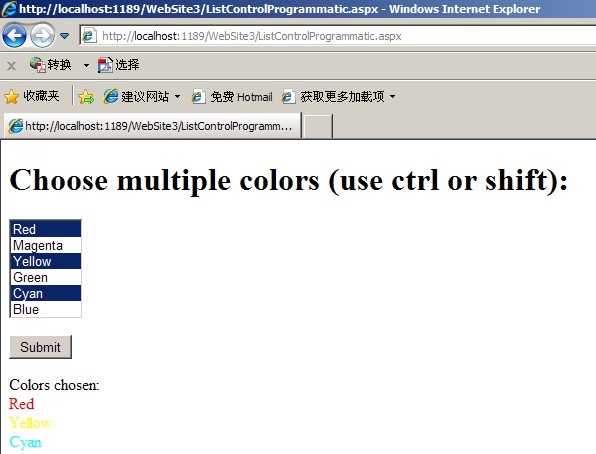 http://localhost:1189/WebSite3/ListControlProgrammatic.aspx - Windows Internet Explorer
http://localhost:1189/WebSite3/ListControlProgrammatic.aspx
x 转换 选择
收藏夹 建议网站 免费 Hotmail 获取更多加载项
http://localhost:1189/WebSite3/ListControlProgramm...
Choose multiple colors (use ctrl or shift):
Red
Magenta
Yellow
Green
Cyan
Blue
Submit
Colors chosen:
Red
Yellow
Cyan